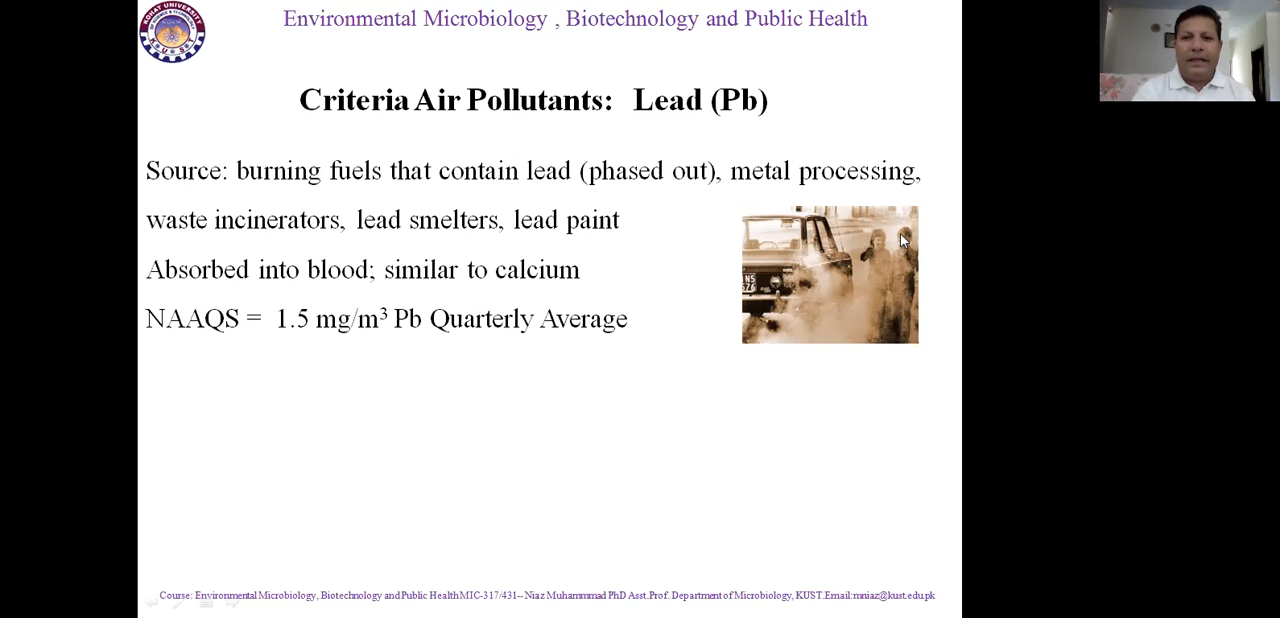 Environmental Microbiology , Biotechnology and Public Health
KOHAT UNIVERSITY
K U S T
Criteria Air Pollutants: Lead (Pb)
Source: burning fuels that contain lead (phased out), metal processing,
waste incinerators, lead smelters, lead paint
Absorbed into blood; similar to calcium
NAAQS = 1.5 mg/m³ Pb Quarterly Average
Course: Environmental Microbiology, Biotechnology and Public Health MIC-317/431-- Niaz Muhammmad PhD Asst.Prof. Department of Microbiology, KUST.Email:mniaz@kust.edu.pk